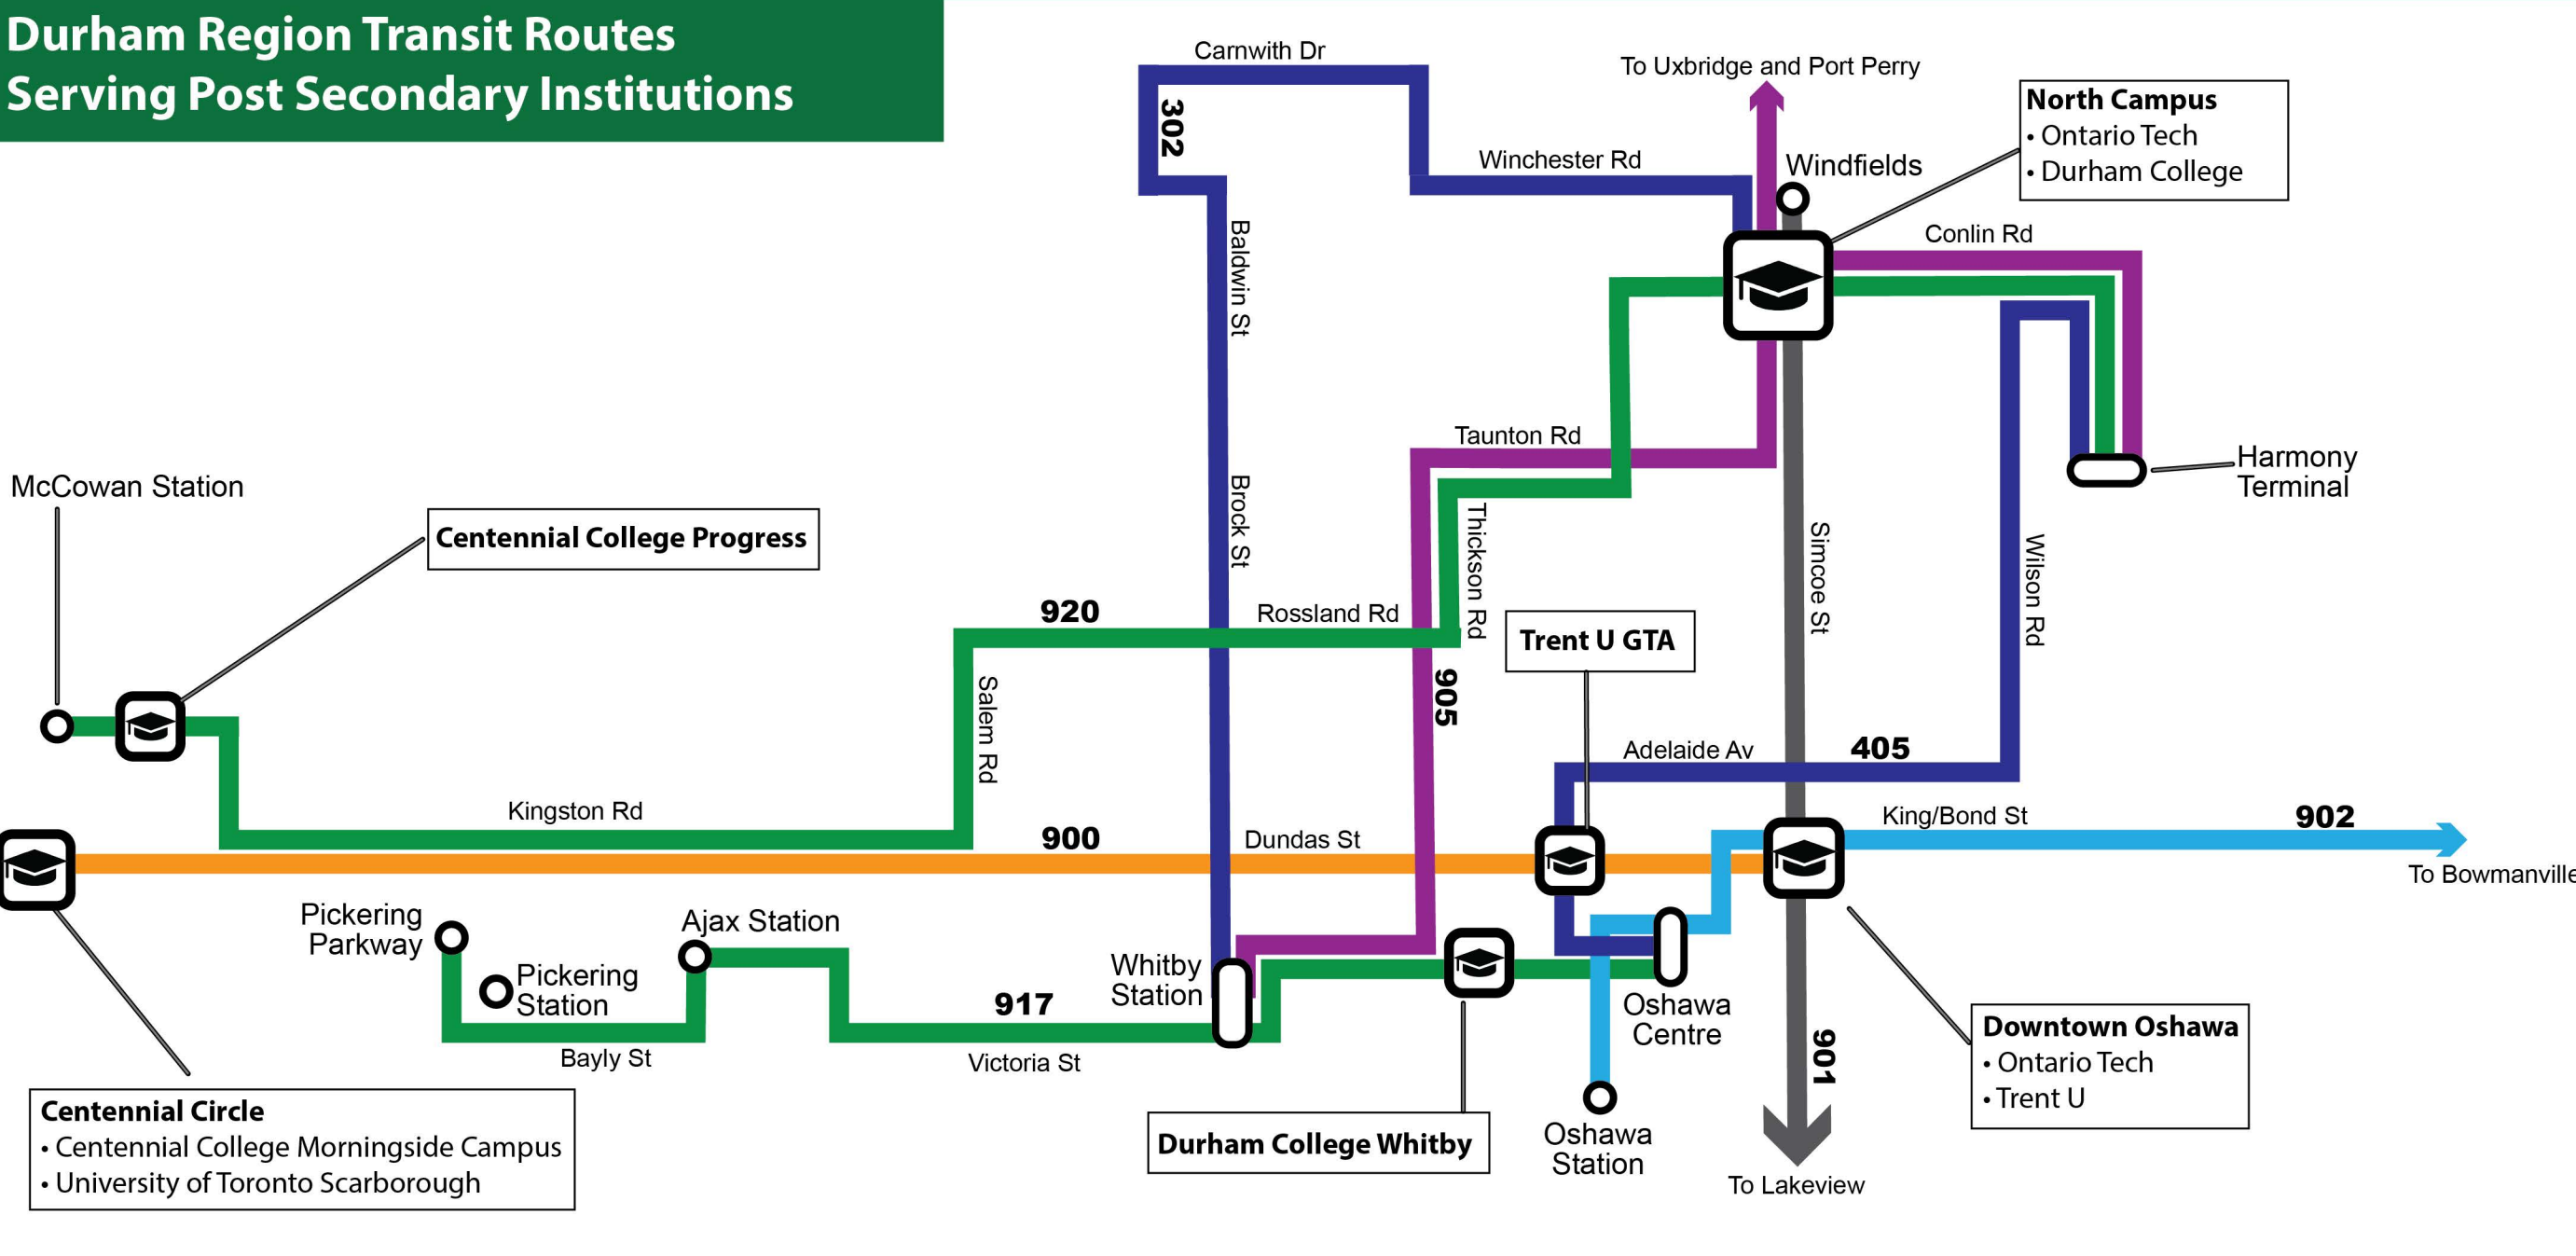 Durham Region Transit Routes
Serving Post Secondary Institutions
Carnwith Dr
To Uxbridge and Port Perry
302
Winchester Rd
Windfields
North Campus
• Ontario Tech
• Durham College
Conlin Rd
Baldwin St
Taunton Rd
Harmony
Terminal
McCowan Station
Centennial College Progress
Brock St
Thickson Rd
Simcoe St
Wilson Rd
920
Rossland Rd
Trent U GTA
Salem Rd
905
Adelaide Av
405
Kingston Rd
900
Dundas St
King/Bond St
902
To Bowmanville
Pickering
Parkway
Ajax Station
Pickering
Station
Whitby
Station
917
Bayly St
Victoria St
Oshawa
Centre
901
Downtown Oshawa
• Ontario Tech
• Trent U
Centennial Circle
• Centennial College Morningside Campus
• University of Toronto Scarborough
Durham College Whitby
Oshawa
Station
To Lakeview